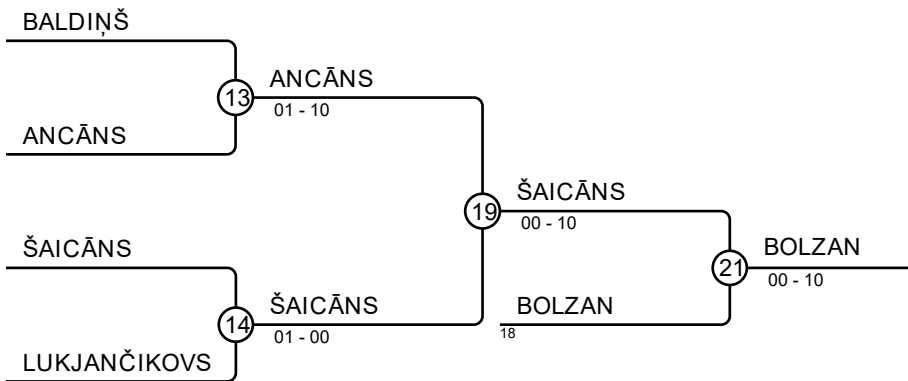 BALDIŅŠ
13
ANCĀNS
01 - 10
ANCĀNS
19
ŠAICĀNS
00 - 10
ŠAICĀNS
14
ŠAICĀNS
01 - 00
LUKJANČIKOVS
BOLZAN
18
21
BOLZAN
00 - 10